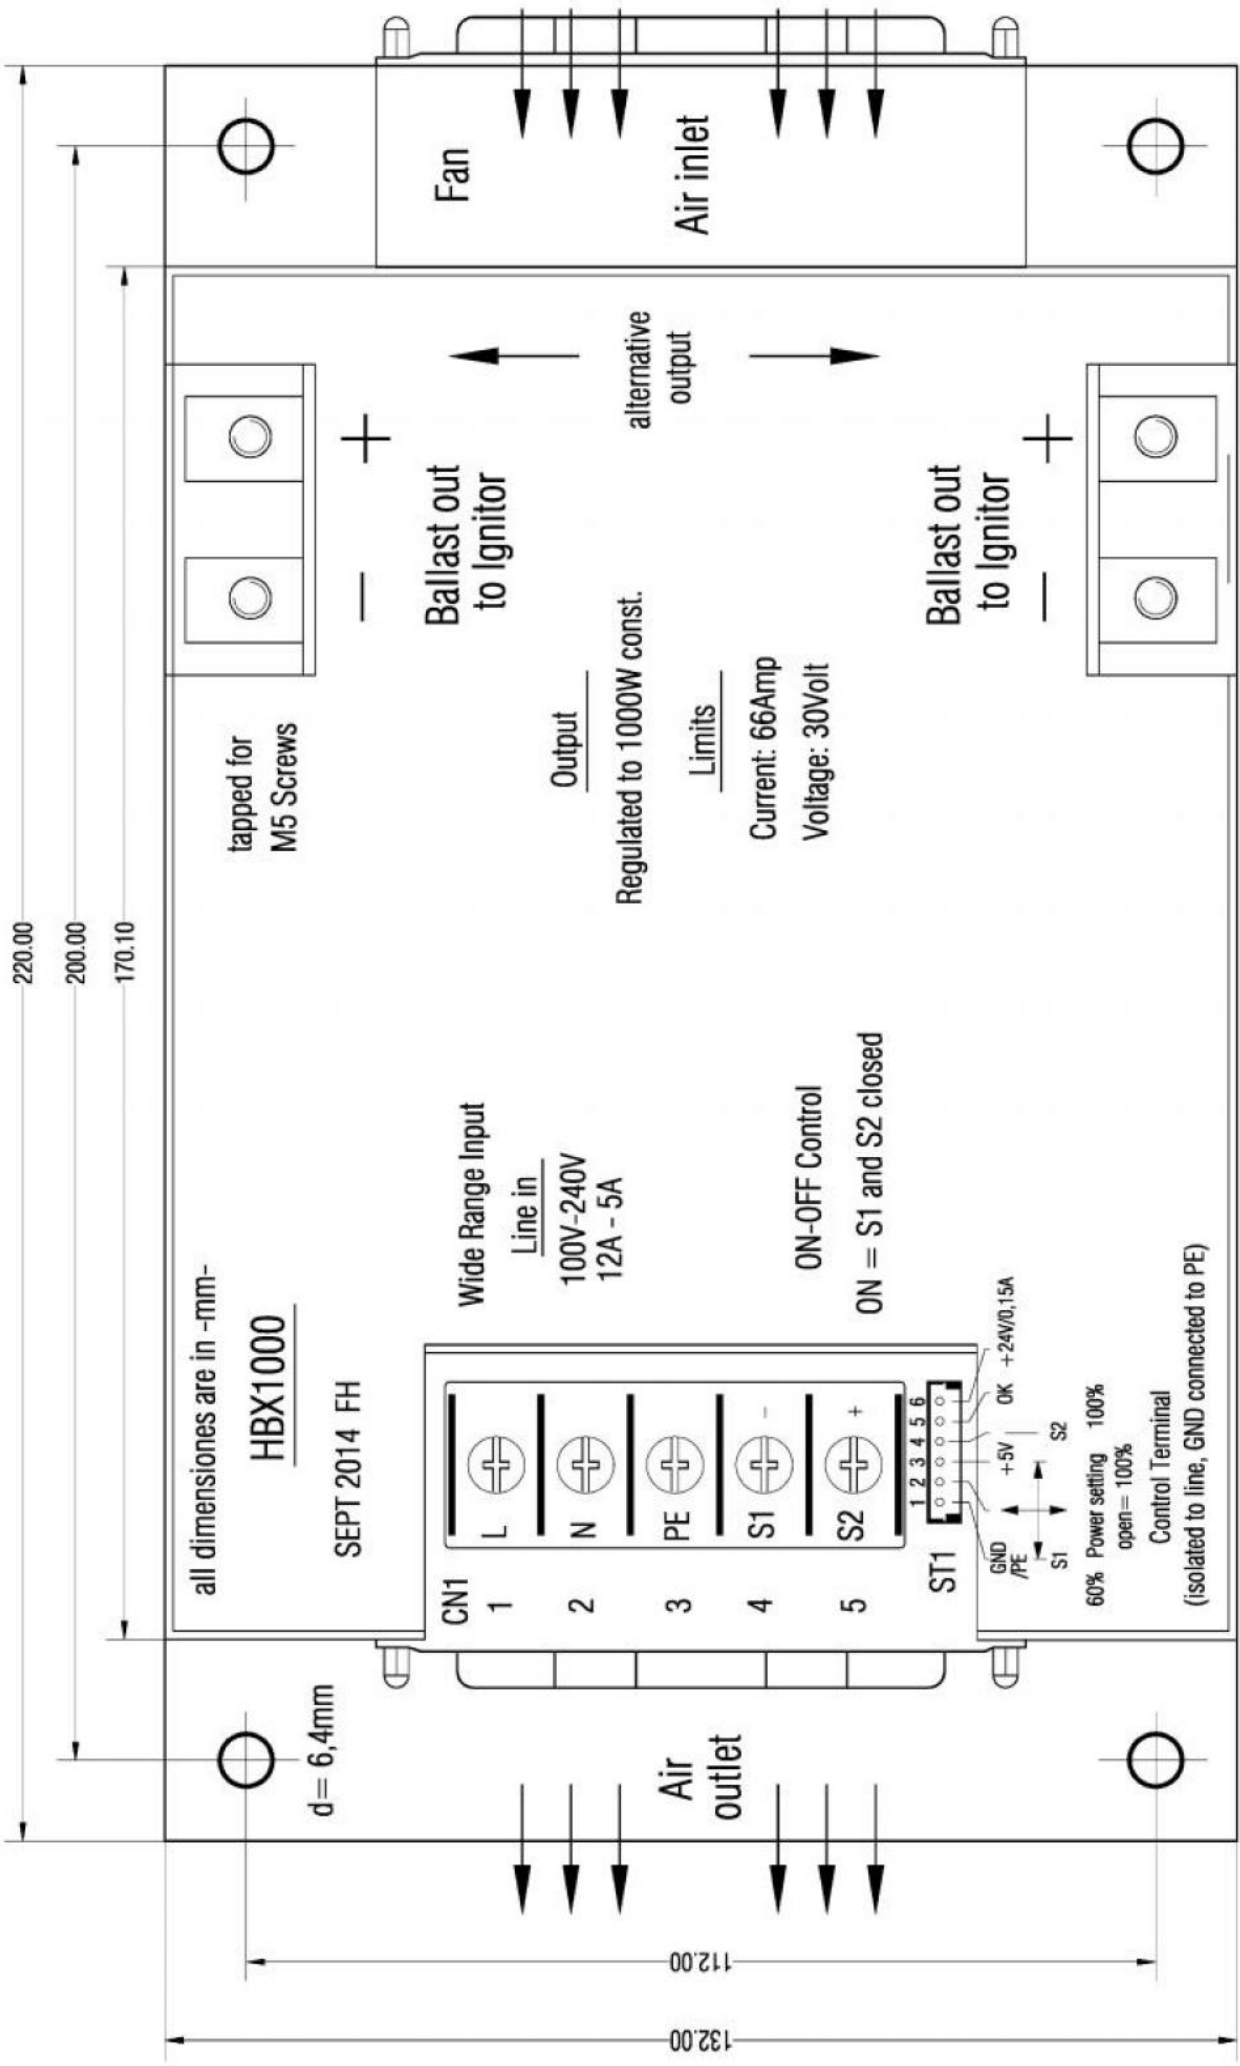 220.00
200.00
170.10
all dimensiones are in -mm-
HBX1000
SEPT 2014 FH
tapped for
M5 Screws
d= 6,4mm
Air
outlet
Fan
Air inlet
CN1
1
2
3
4
5
L
N
PE
S1 -
S2 +
Wide Range Input
Line in
100V-240V
12A - 5A
ON-OFF Control
ON = S1 and S2 closed
Output
Regulated to 1000W const.
Limits
Current: 66Amp
Voltage: 30Volt
- +
Ballast out
to Ignitor
alternative
output
Ballast out
to Ignitor
- +
ST1
1 2 3 4 5 6
GND
/PE
+5V
OK
+24V/0,15A
S1
S2
60% Power setting 100%
open= 100%
Control Terminal
(isolated to line, GND connected to PE)
112.00
132.00